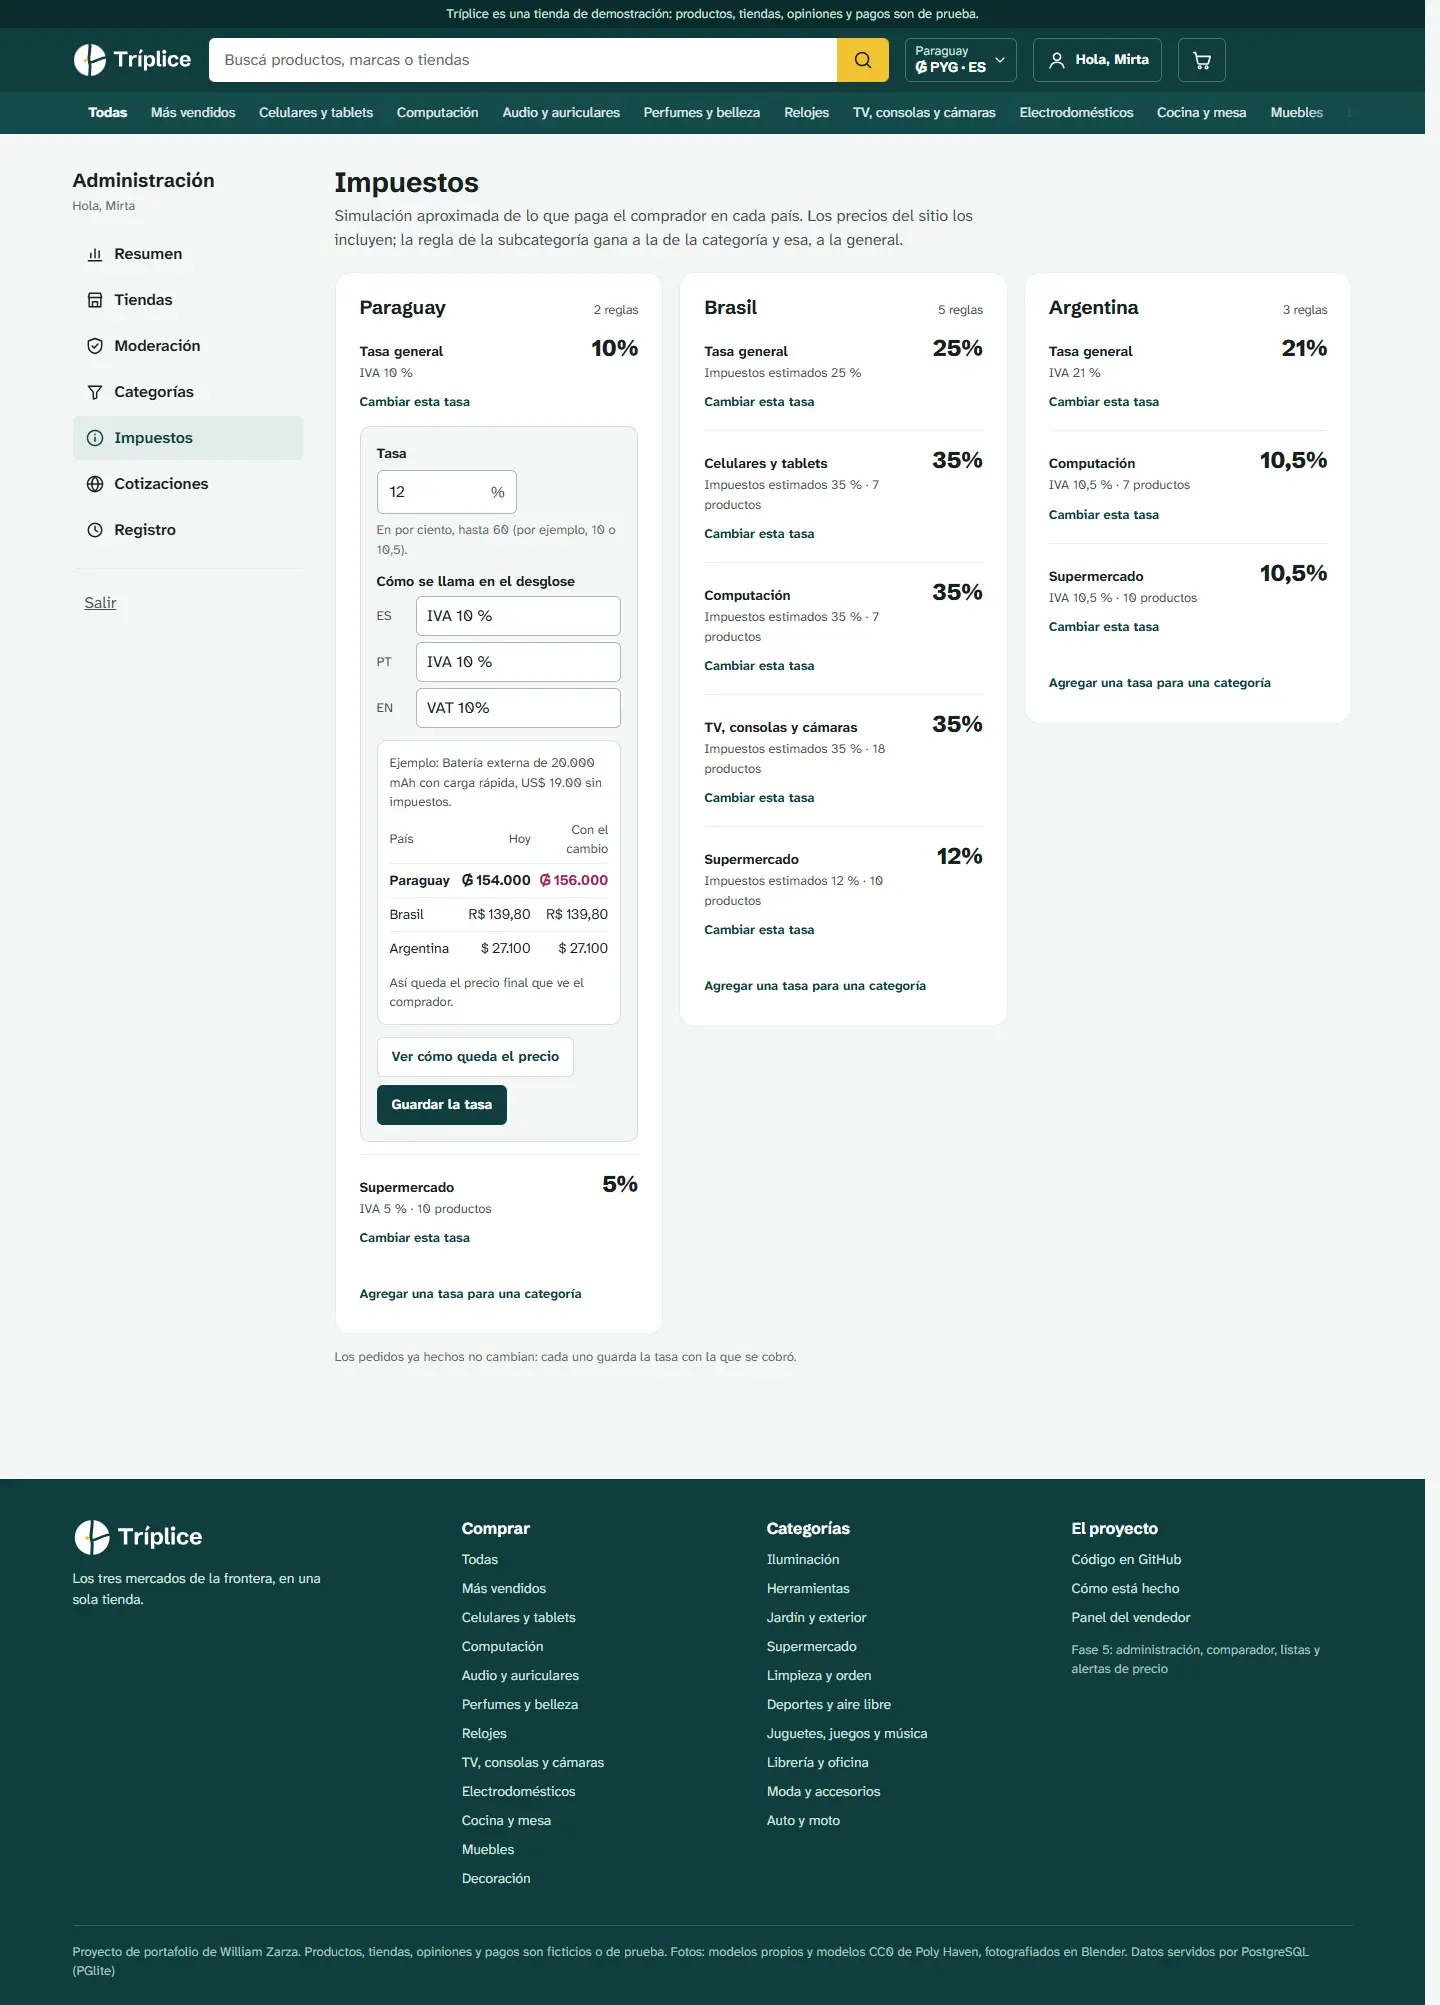 Tríplice es una tienda de demostración: productos, tiendas, opiniones y pagos son de prueba.
Tríplice
Buscá productos, marcas o tiendas
Paraguay
₲ PYG · ES
Hola, Mirta
Todas
Más vendidos
Celulares y tablets
Computación
Audio y auriculares
Perfumes y belleza
Relojes
TV, consolas y cámaras
Electrodomésticos
Cocina y mesa
Muebles
Administración
Hola, Mirta
Resumen
Tiendas
Moderación
Categorías
Impuestos
Cotizaciones
Registro
Salir
Impuestos
Simulación aproximada de lo que paga el comprador en cada país. Los precios del sitio los
incluyen; la regla de la subcategoría gana a la de la categoría y esa, a la general.
Paraguay
2 reglas
Tasa general
10%
IVA 10 %
Cambiar esta tasa
Tasa
12 %
En por ciento, hasta 60 (por ejemplo, 10 o
10,5).
Cómo se llama en el desglose
ES IVA 10 %
PT IVA 10 %
EN VAT 10%
Ejemplo: Batería externa de 20.000
mAh con carga rápida, US$ 19.00 sin
impuestos.
País Hoy Con el
cambio
Paraguay ₲ 154.000 ₲ 156.000
Brasil R$ 139,80 R$ 139,80
Argentina $ 27.100 $ 27.100
Así queda el precio final que ve el
comprador.
Ver cómo queda el precio
Guardar la tasa
Supermercado
5%
IVA 5 % · 10 productos
Cambiar esta tasa
Agregar una tasa para una categoría
Brasil
5 reglas
Tasa general
25%
Impuestos estimados 25 %
Cambiar esta tasa
Celulares y tablets
35%
Impuestos estimados 35 % · 7
productos
Cambiar esta tasa
Computación
35%
Impuestos estimados 35 % · 7
productos
Cambiar esta tasa
TV, consolas y cámaras
35%
Impuestos estimados 35 % · 18
productos
Cambiar esta tasa
Supermercado
12%
Impuestos estimados 12 % · 10
productos
Cambiar esta tasa
Agregar una tasa para una categoría
Argentina
3 reglas
Tasa general
21%
IVA 21 %
Cambiar esta tasa
Computación
10,5%
IVA 10,5 % · 7 productos
Cambiar esta tasa
Supermercado
10,5%
IVA 10,5 % · 10 productos
Cambiar esta tasa
Agregar una tasa para una categoría
Los pedidos ya hechos no cambian: cada uno guarda la tasa con la que se cobró.
Tríplice
Los tres mercados de la frontera, en una
sola tienda.
Comprar
Todas
Más vendidos
Celulares y tablets
Computación
Audio y auriculares
Perfumes y belleza
Relojes
TV, consolas y cámaras
Electrodomésticos
Cocina y mesa
Muebles
Decoración
Categorías
Iluminación
Herramientas
Jardín y exterior
Supermercado
Limpieza y orden
Deportes y aire libre
Juguetes, juegos y música
Librería y oficina
Moda y accesorios
Auto y moto
El proyecto
Código en GitHub
Cómo está hecho
Panel del vendedor
Fase 5: administración, comparador, listas y
alertas de precio
Proyecto de portafolio de William Zarza. Productos, tiendas, opiniones y pagos son ficticios o de prueba. Fotos: modelos propios y modelos CC0 de Poly Haven, fotografiados en Blender. Datos servidos por PostgreSQL
(PGlite)